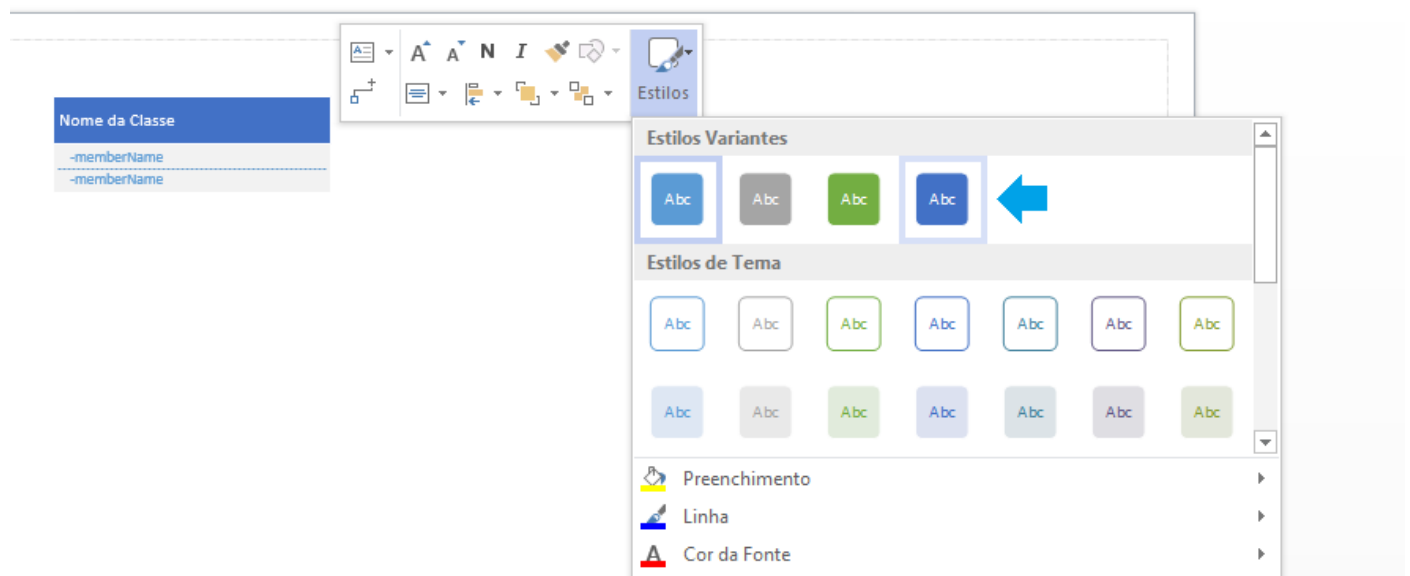 A A N I
Estilos
Nome da Classe
-memberName
-memberName
Estilos Variantes
Abc Abc Abc Abc
Estilos de Tema
Abc Abc Abc Abc Abc Abc Abc
Abc Abc Abc Abc Abc Abc Abc
Preenchimento
Linha
A Cor da Fonte